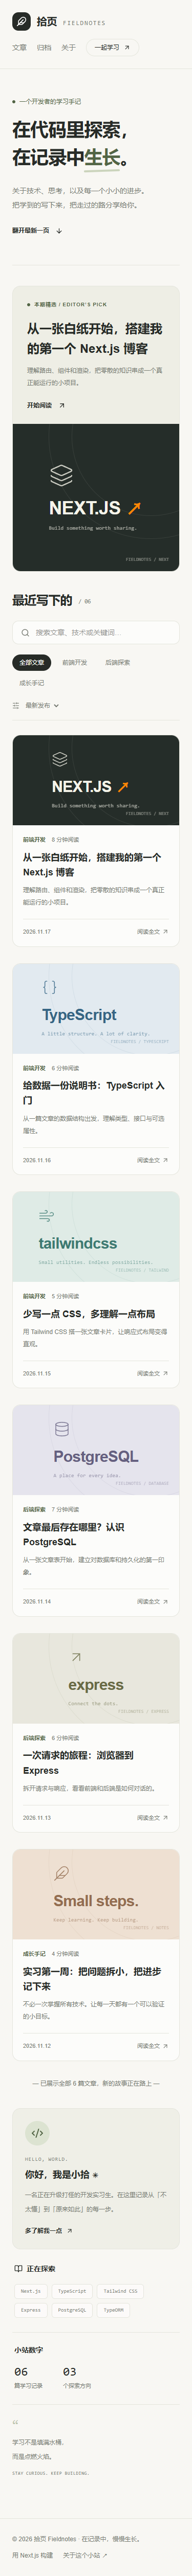 拾页 FIELDNOTES
文章 归档 关于 一起学习 ↗
一个开发者的学习手记
在代码里探索，
在记录中生长。
关于技术、思考，以及每一个小小的进步。
把学到的写下来，把走过的路分享给你。
翻开最新一页 ↓
本期精选 / EDITOR'S PICK
从一张白纸开始，搭建我
的第一个 Next.js 博客
理解路由、组件和渲染，把零散的知识串成一个真
正能运行的小项目。
开始阅读 ↗
NEXT.JS ↗
Build something worth sharing.
FIELDNOTES / NEXT
最近写下的 / 06
搜索文章、技术或关键词...
全部文章 前端开发 后端探索
成长手记
最新发布
NEXT.JS ↗
Build something worth sharing.
FIELDNOTES / NEXT
前端开发 8 分钟阅读
从一张白纸开始，搭建我的第一个
Next.js 博客
理解路由、组件和渲染，把零散的知识串成一个真正
能运行的小项目。
2026.11.17 阅读全文 ↗
{ }
TypeScript
A little structure. A lot of clarity.
FIELDNOTES / TYPESCRIPT
前端开发 6 分钟阅读
给数据一份说明书：TypeScript 入
门
从一篇文章的数据结构出发，理解类型、接口与可选
属性。
2026.11.16 阅读全文 ↗
tailwindcss
Small utilities. Endless possibilities.
FIELDNOTES / TAILWIND
前端开发 5 分钟阅读
少写一点 CSS，多理解一点布局
用 Tailwind CSS 搭一张文章卡片，让响应式布局变得
直观。
2026.11.15 阅读全文 ↗
PostgreSQL
A place for every idea.
FIELDNOTES / DATABASE
后端探索 7 分钟阅读
文章最后存在哪里？认识
PostgreSQL
从一张文章表开始，建立对数据库和持久化的第一印
象。
2026.11.14 阅读全文 ↗
express
Connect the dots.
FIELDNOTES / EXPRESS
后端探索 6 分钟阅读
一次请求的旅程：浏览器到
Express
拆开请求与响应，看看前端和后端是如何对话的。
2026.11.13 阅读全文 ↗
Small steps.
Keep learning. Keep building.
FIELDNOTES / NOTES
成长手记 4 分钟阅读
实习第一周：把问题拆小，把进步
记下来
不必一次掌握所有技术。让每一天都有一个可以验证
的小目标。
2026.11.12 阅读全文 ↗
— 已展示全部 6 篇文章，新的故事正在路上 —
</>
HELLO, WORLD.
你好，我是小拾
一名正在升级打怪的开发实习生。在这里记录从「不
太懂」到「原来如此」的每一步。
多了解我一点 ↗
正在探索
Next.js TypeScript Tailwind CSS
Express PostgreSQL TypeORM
小站数字
06 03
篇学习记录 个探索方向
“
学习不是填满水桶，
而是点燃火焰。
STAY CURIOUS. KEEP BUILDING.
© 2026 拾页 Fieldnotes · 在记录中，慢慢生长。
用 Next.js 构建 关于这个小站 ↗